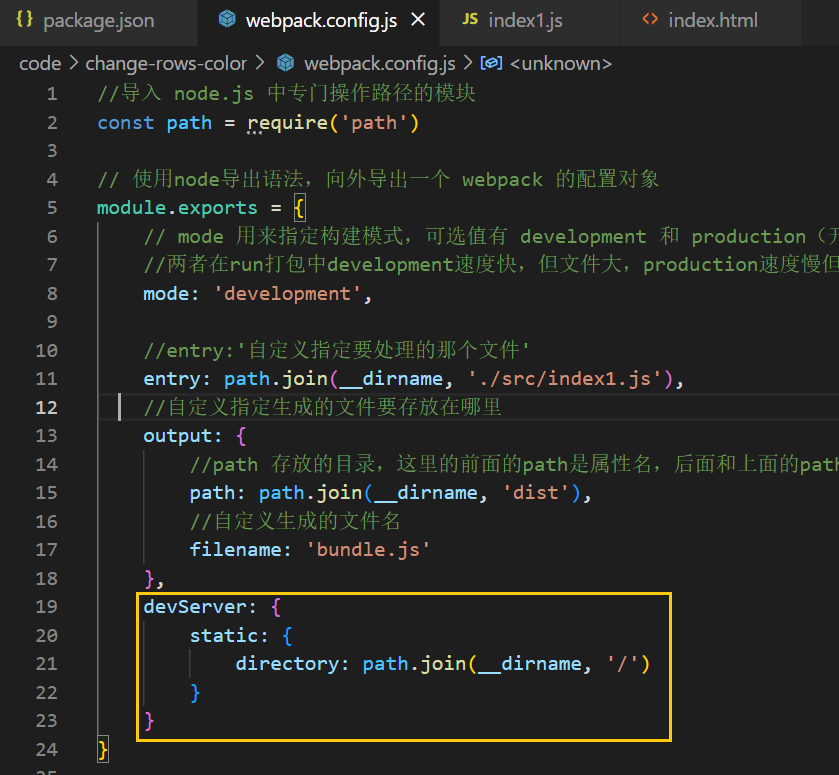 {} package.json webpack.config.js × JS index1.js <> index.html
code > change-rows-color > webpack.config.js > <unknown>
1 //导入 node.js 中专门操作路径的模块
2 const path = require('path')
3
4 // 使用node导出语法，向外导出一个 webpack 的配置对象
5 module.exports = {
6 // mode 用来指定构建模式，可选值有 development 和 production（开
7 //两者在run打包中development速度快，但文件大，production速度慢但
8 mode: 'development',
9
10 //entry:'自定义指定要处理的那个文件'
11 entry: path.join(__dirname, './src/index1.js'),
12 //自定义指定生成的文件要存放在哪里
13 output: {
14 //path 存放的目录，这里的前面的path是属性名，后面和上面的path
15 path: path.join(__dirname, 'dist'),
16 //自定义生成的文件名
17 filename: 'bundle.js'
18 },
19 devServer: {
20 static: {
21 directory: path.join(__dirname, '/')
22 }
23 }
24 }